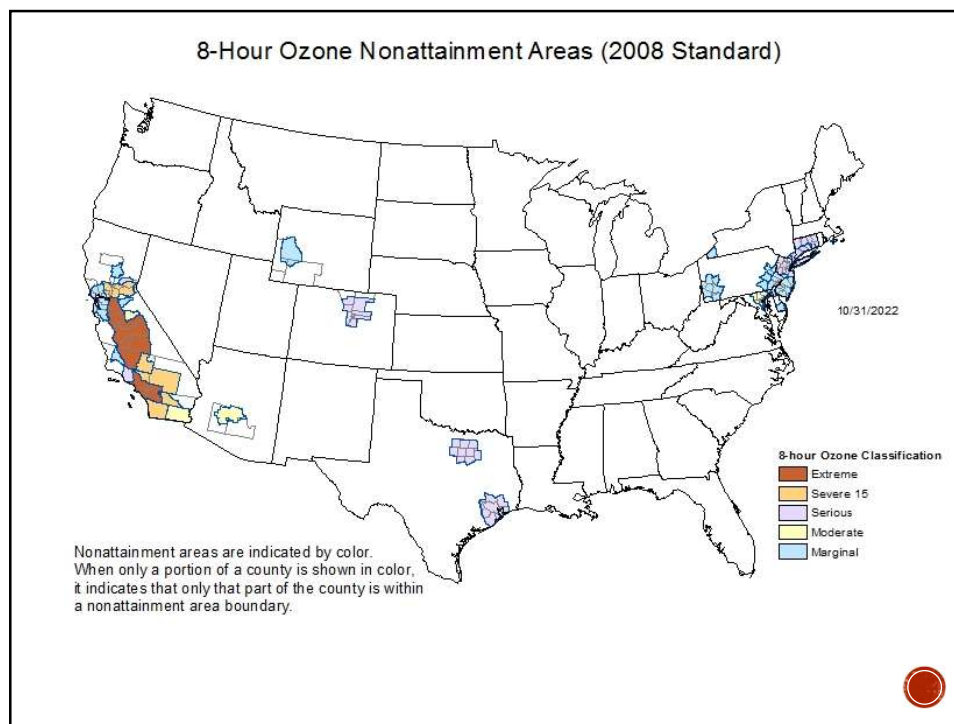 8-Hour Ozone Nonattainment Areas (2008 Standard)
10/31/2022
8-hour Ozone Classification
Extreme
Severe 15
Serious
Moderate
Marginal
Nonattainment areas are indicated by color.
When only a portion of a county is shown in color,
it indicates that only that part of the county is within
a nonattainment area boundary.